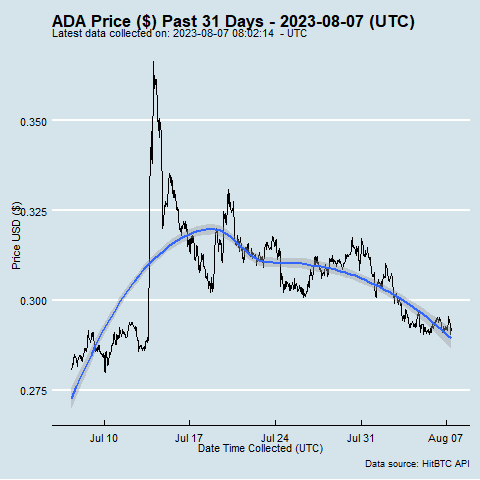 ADA Price ($) Past 31 Days - 2023-08-07 (UTC)
Latest data collected on: 2023-08-07 08:02:14 - UTC
0.350
0.325
0.300
0.275
Price USD ($)
Jul 10 Jul 17 Jul 24 Jul 31 Aug 07
Date Time Collected (UTC)
Data source: HitBTC API